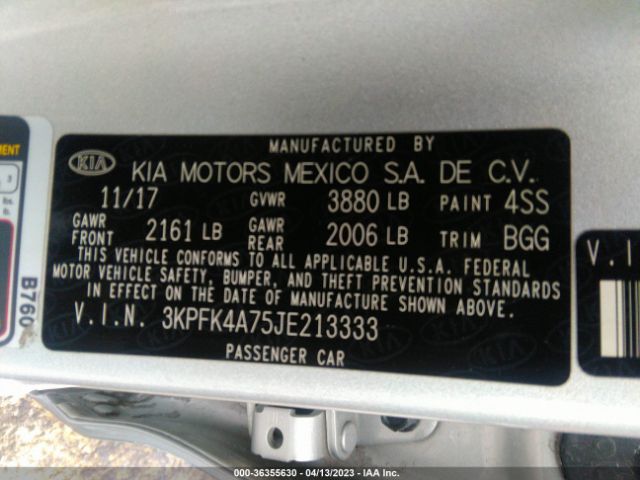 MANUFACTURED BY
KIA KIA MOTORS MEXICO S.A. DE C.V.
11/17 GVWR 3880 LB PAINT 4SS
GAWR FRONT 2161 LB GAWR REAR 2006 LB TRIM BGG
THIS VEHICLE CONFORMS TO ALL APPLICABLE U.S.A. FEDERAL
MOTOR VEHICLE SAFETY, BUMPER, AND THEFT PREVENTION STANDARDS
IN EFFECT ON THE DATE OF MANUFACTURE SHOWN ABOVE.
V.I.N. 3KPFK4A75JE213333
PASSENGER CAR
B760
V.I
000-36355630 - 04/13/2023 - IAA Inc.